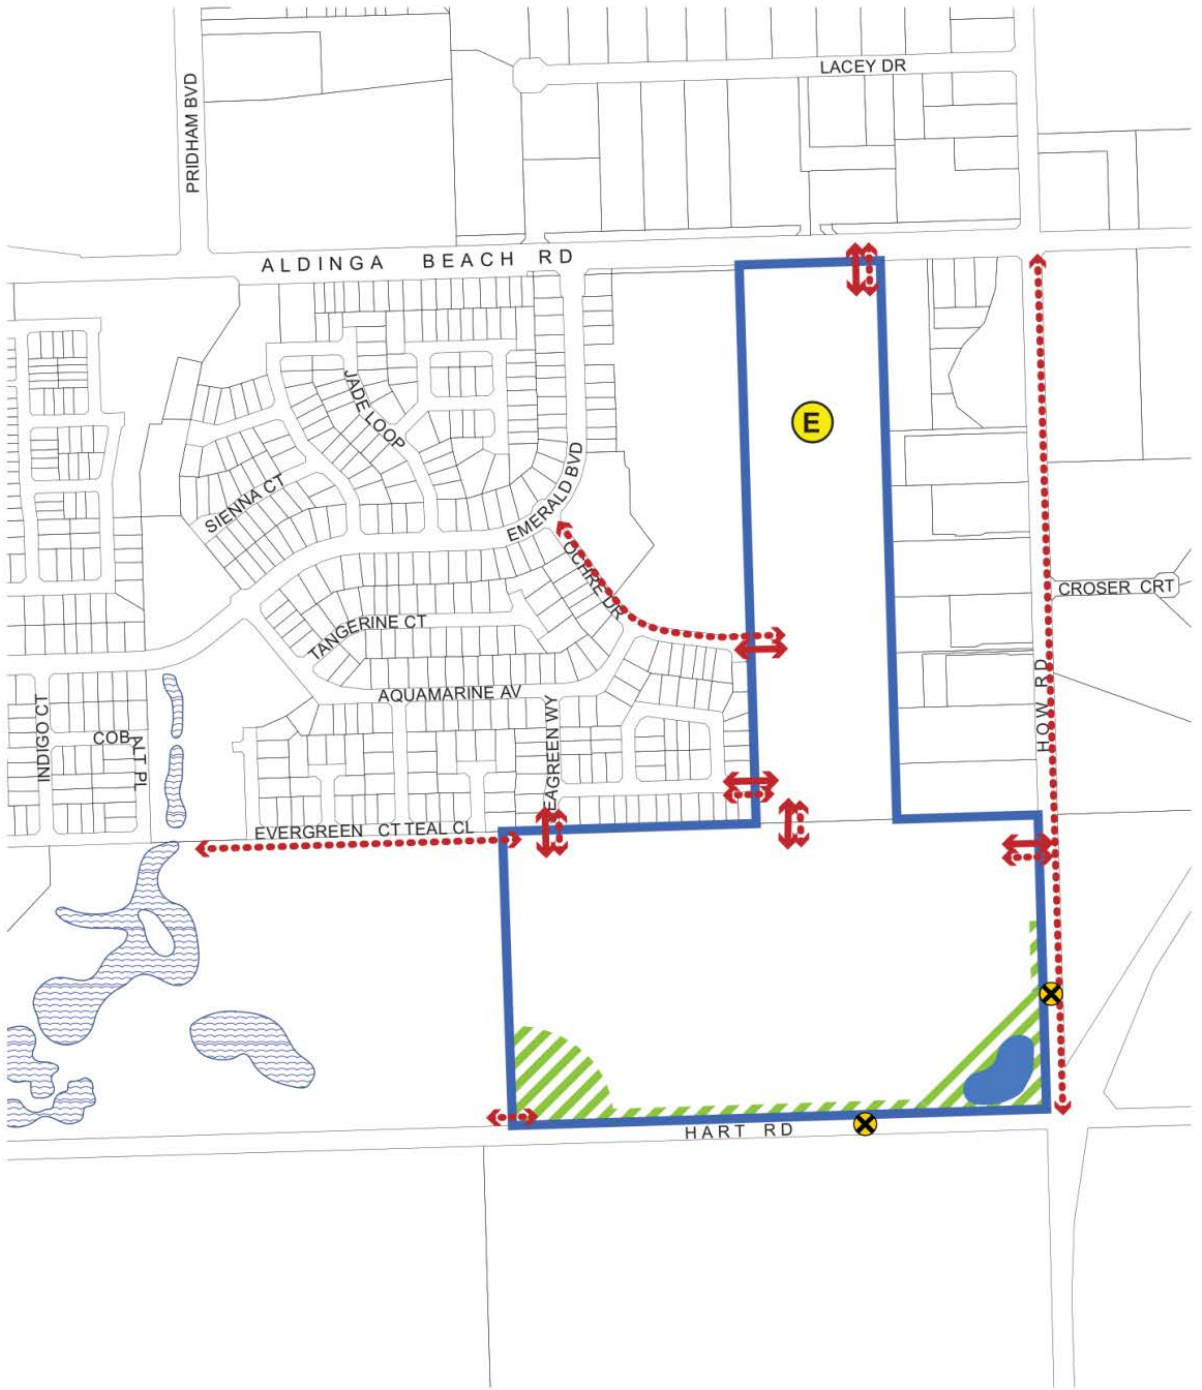 LACEY DR
PRIDHAM BVD
ALDINGA BEACH RD
JADE LOOP
E
SIENNA CT
EMERALD BVD
OCHRE DR
CROSER CRT
TANGERINE CT
HOW RD
AQUAMARINE AV
INDIGO CT
COBALT PL
EAGREEN WY
EVERGREEN CT
TEAL CL
HART RD